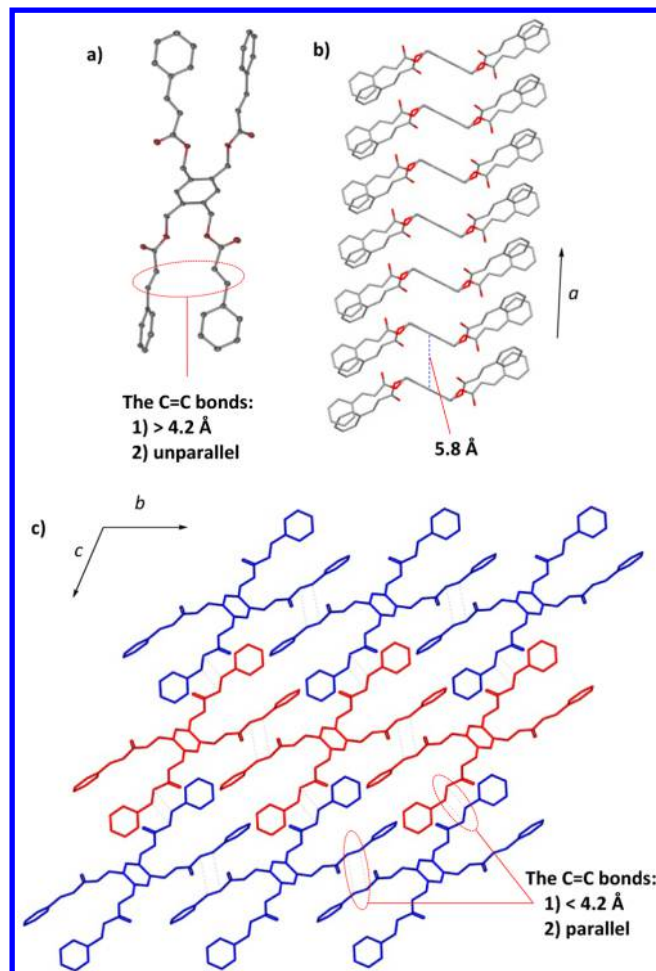 a)
b)
The C=C bonds:
1) > 4.2 Å
2) unparallel
a
5.8 Å
c)
b
c
The C=C bonds:
1) < 4.2 Å
2) parallel